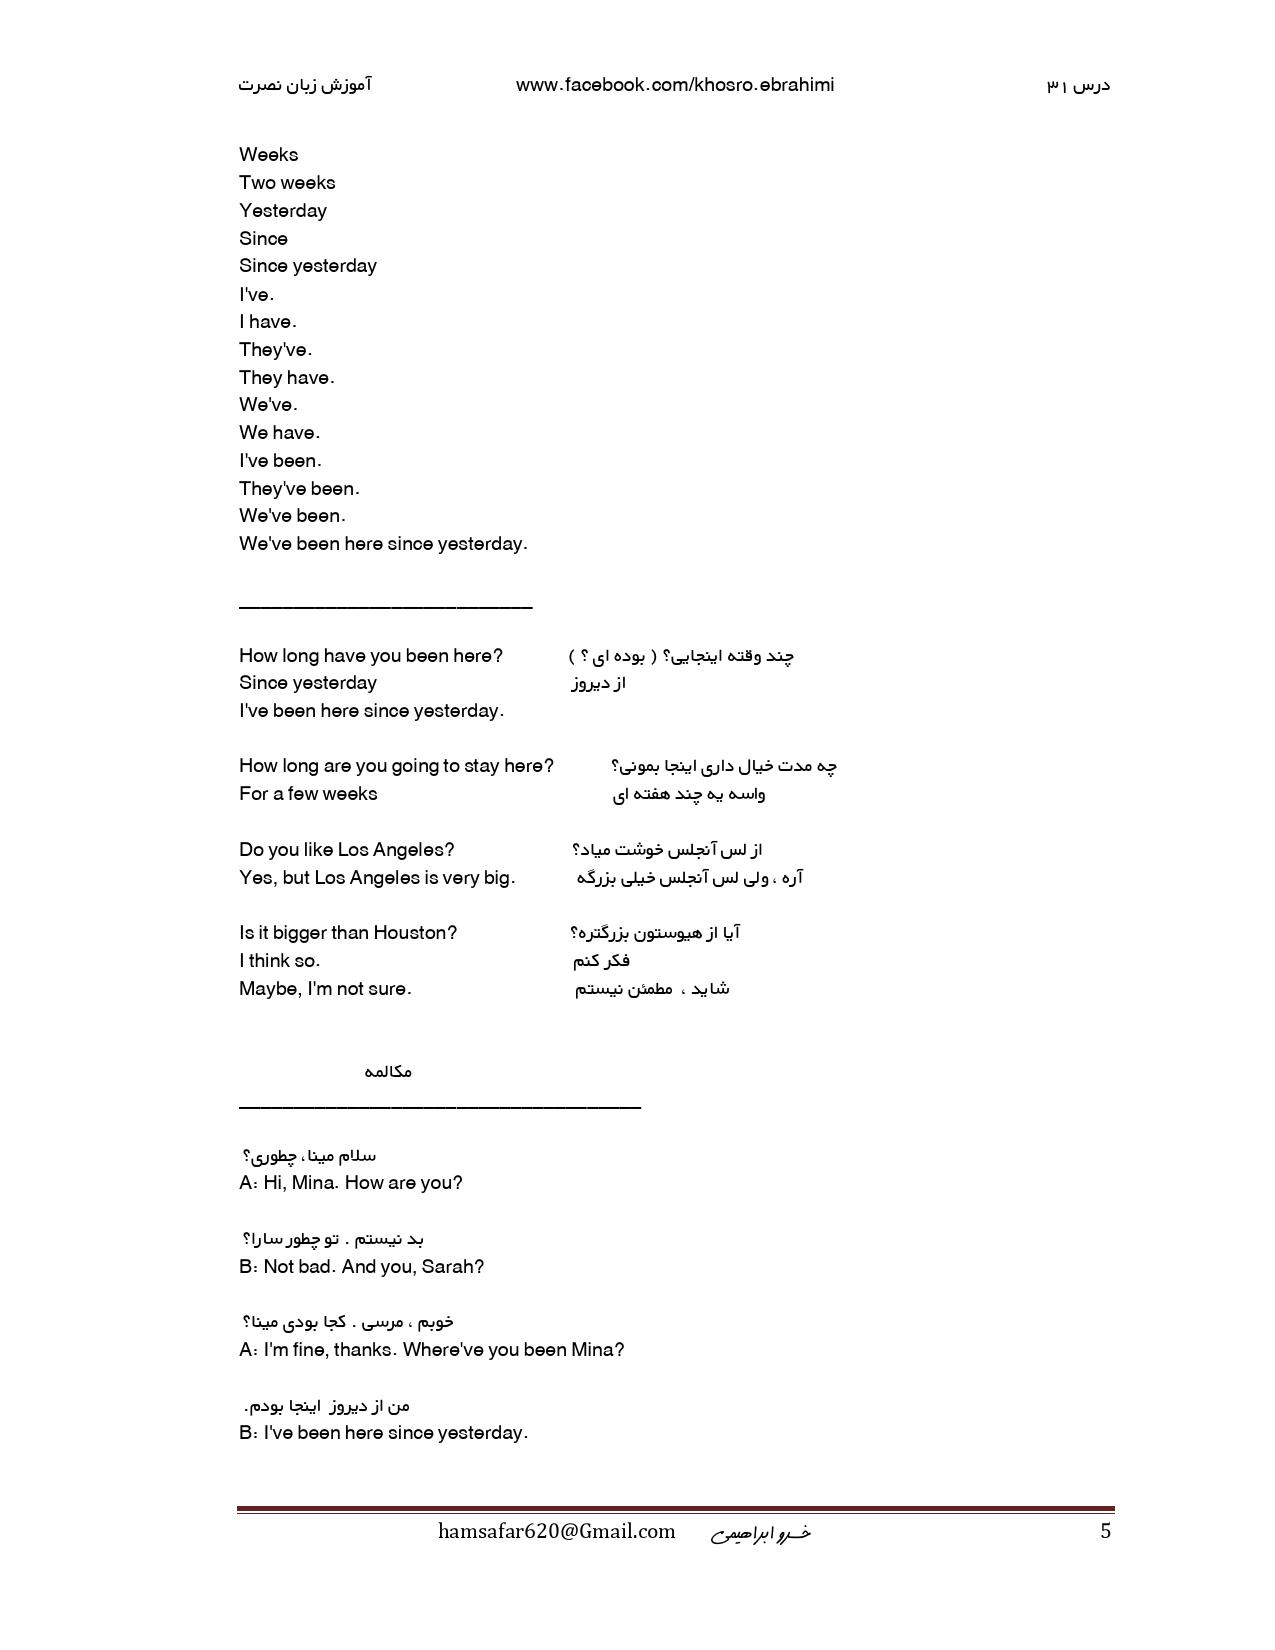 آموزش زبان نصرت www.facebook.com/khosro.ebrahimi درس ۳۱
Weeks
Two weeks
Yesterday
Since
Since yesterday
I've.
I have.
They've.
They have.
We've.
We have.
I've been.
They've been.
We've been.
We've been here since yesterday.
How long have you been here? چند وقته اینجایی؟ ( بوده ای ؟ )
Since yesterday از دیروز
I've been here since yesterday.
How long are you going to stay here? چه مدت خیال داری اینجا بمونی؟
For a few weeks واسه یه چند هفته ای
Do you like Los Angeles? از لس آنجلس خوشت میاد؟
Yes, but Los Angeles is very big. آره ، ولی لس آنجلس خیلی بزرگه
Is it bigger than Houston? آیا از هیوستون بزرگتره؟
I think so. فکر کنم
Maybe, I'm not sure. شاید ، مطمئن نیستم
مکالمه
سلام مینا، چطوری؟
A: Hi, Mina. How are you?
بد نیستم . تو چطور سارا؟
B: Not bad. And you, Sarah?
خوبم ، مرسی . کجا بودی مینا؟
A: I'm fine, thanks. Where've you been Mina?
من از دیروز اینجا بودم.
B: I've been here since yesterday.
hamsafar620@Gmail.com خسرو ابراهیمی 5